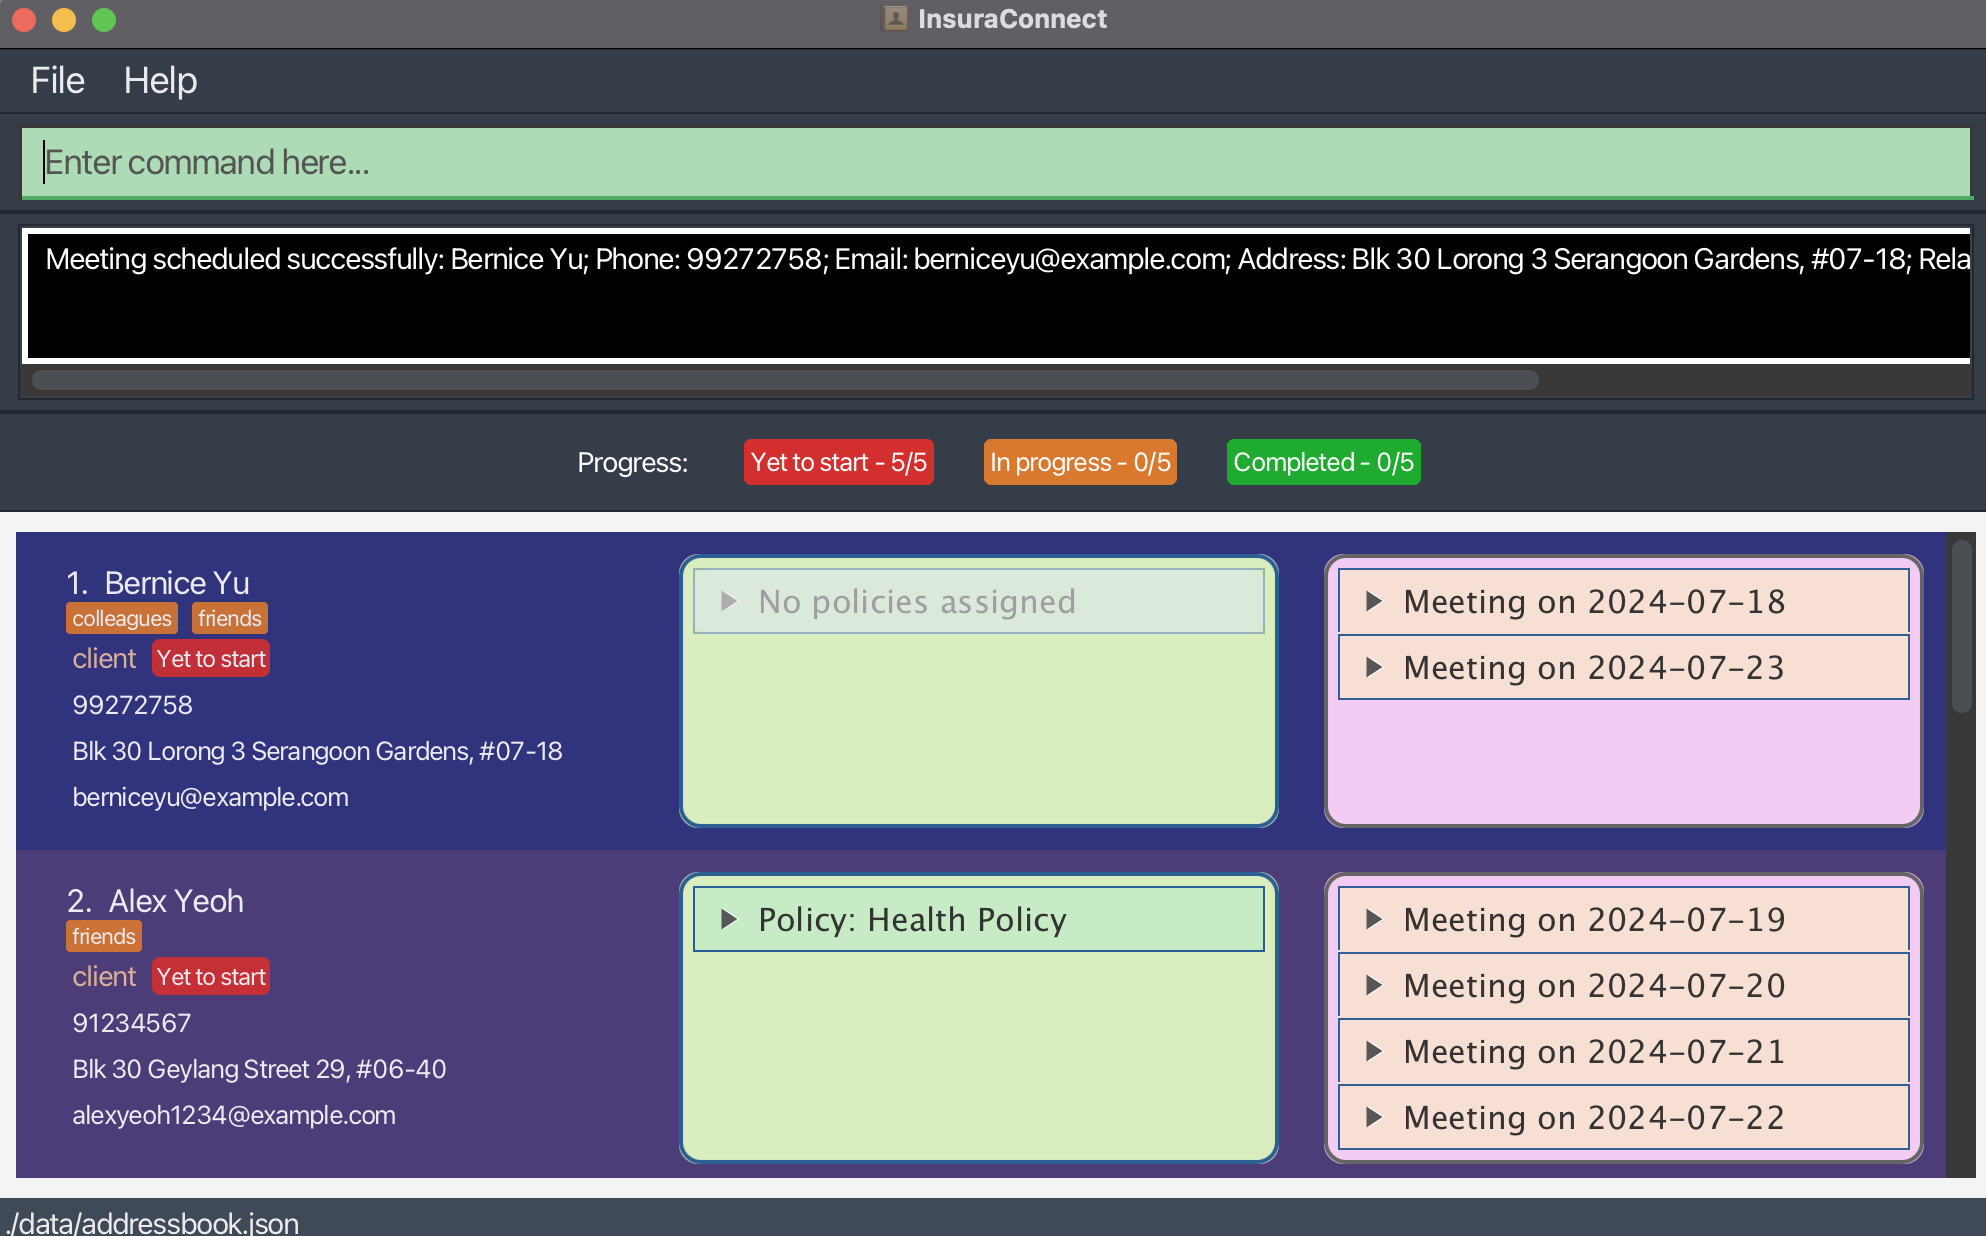 InsuraConnect
File Help
Enter command here...
Meeting scheduled successfully: Bernice Yu; Phone: 99272758; Email: berniceyu@example.com; Address: Blk 30 Lorong 3 Serangoon Gardens, #07-18; Rela
Progress: Yet to start - 5/5 In progress - 0/5 Completed - 0/5
1. Bernice Yu
colleagues friends
client Yet to start
99272758
Blk 30 Lorong 3 Serangoon Gardens, #07-18
berniceyu@example.com
No policies assigned
Meeting on 2024-07-18
Meeting on 2024-07-23
2. Alex Yeoh
friends
client Yet to start
91234567
Blk 30 Geylang Street 29, #06-40
alexyeoh1234@example.com
Policy: Health Policy
Meeting on 2024-07-19
Meeting on 2024-07-20
Meeting on 2024-07-21
Meeting on 2024-07-22
./data/addressbook.json